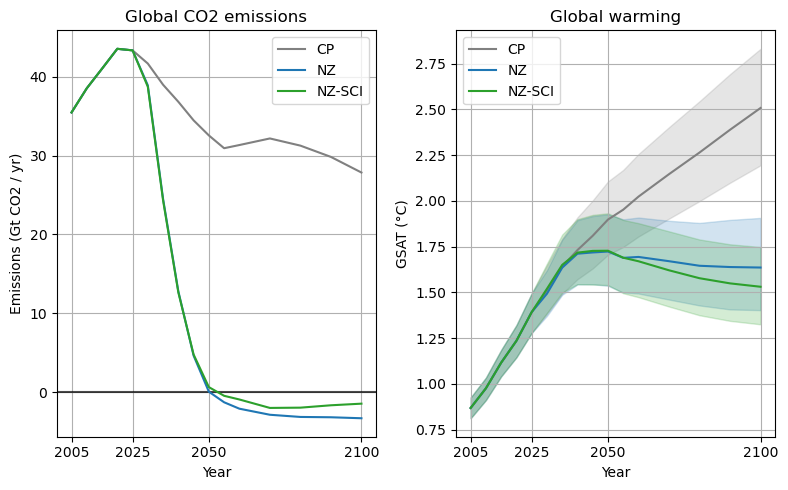 Global CO2 emissions
CP
NZ
NZ-SCI
40
30
20
10
0
Emissions (Gt CO2 / yr)
2005
2025
2050
2100
Year
Global warming
CP
NZ
NZ-SCI
2.75
2.50
2.25
2.00
1.75
1.50
1.25
1.00
0.75
GSAT (°C)
2005
2025
2050
2100
Year